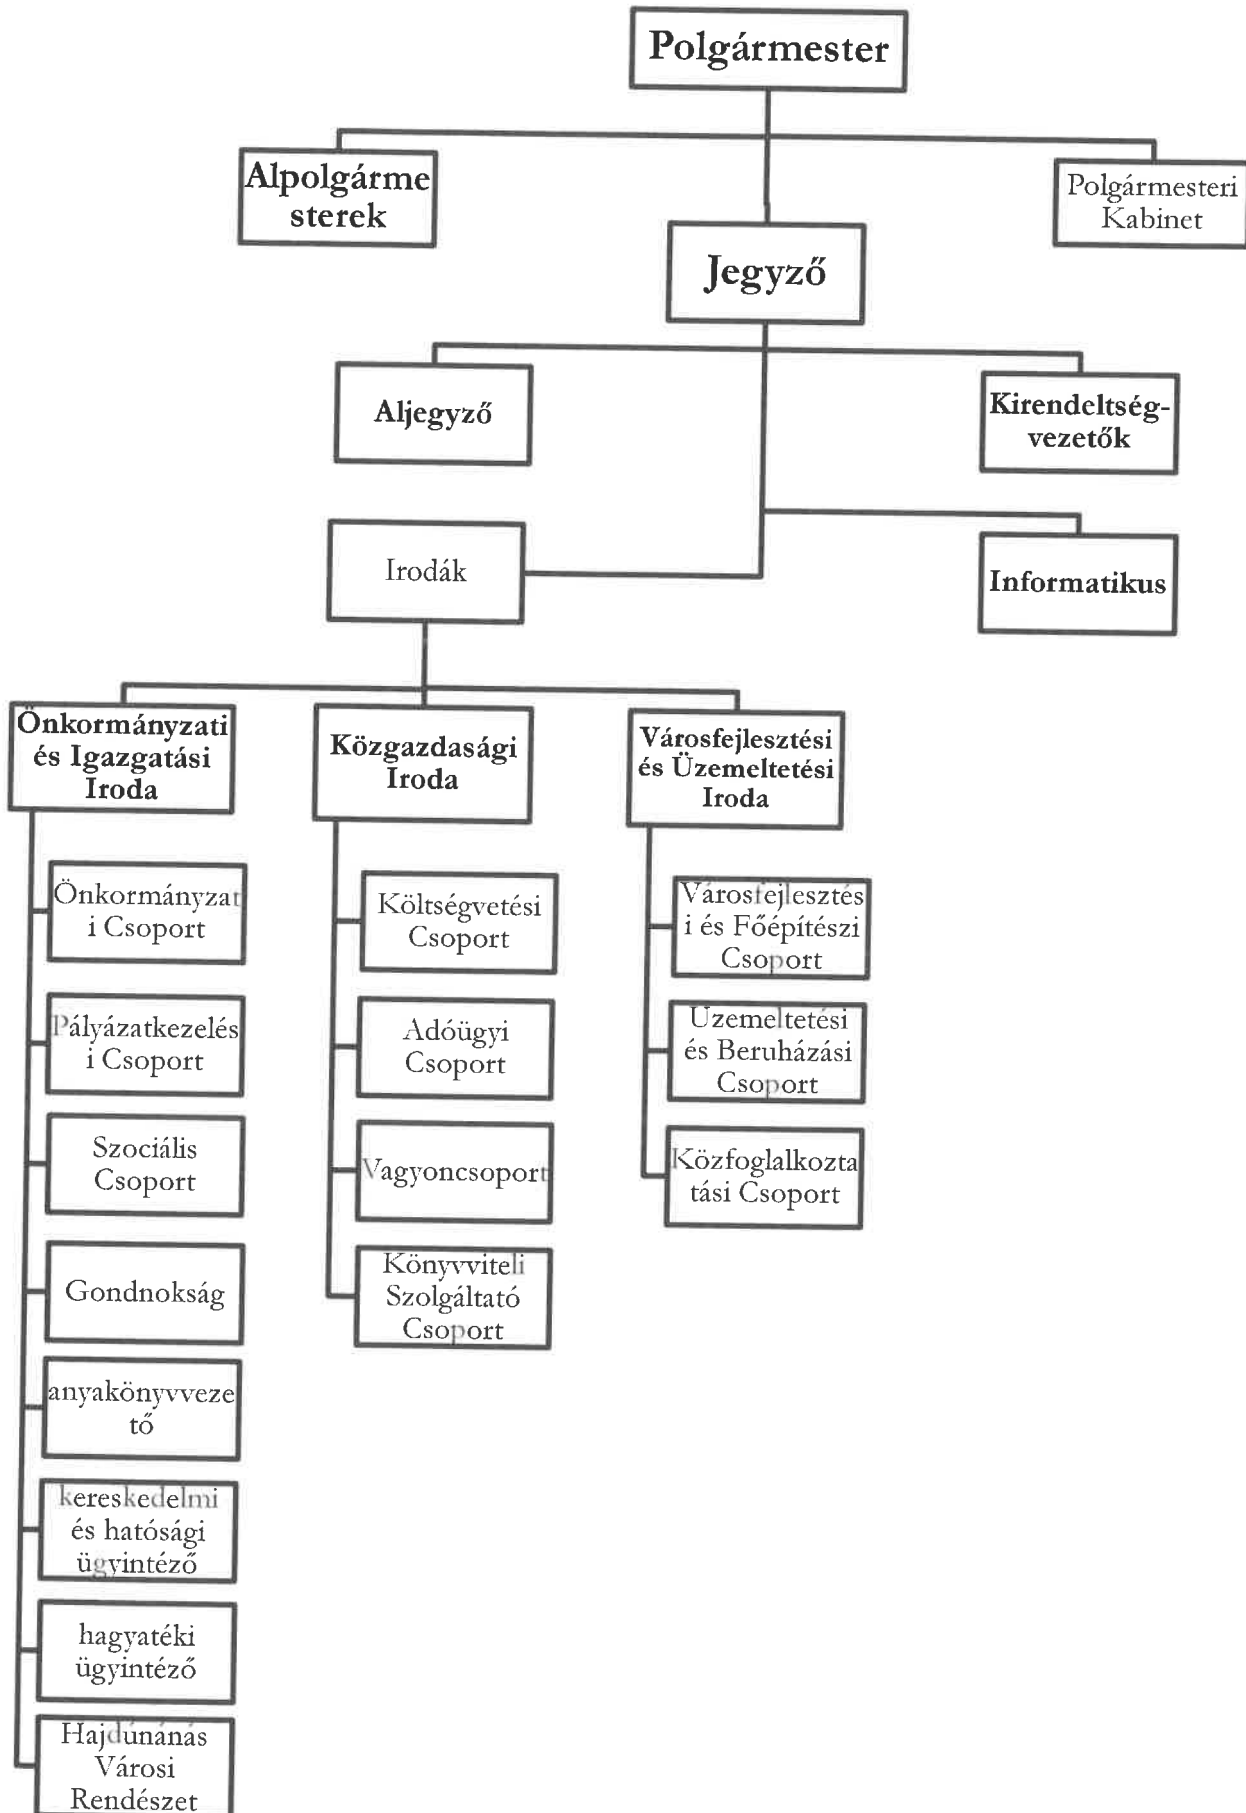 Polgármester
Alpolgárme
sterek
Polgármesteri
Kabinet
Jegyző
Aljegyző
Kirendeltség-
vezetők
Irodák
Informatikus
Önkormányzati
és Igazgatási
Iroda
Közgazdasági
Iroda
Városfejlesztési
és Üzemeltetési
Iroda
Önkormányzat
i Csoport
Pályázatkezelés
i Csoport
Szociális
Csoport
Gondnokság
anyakönyvveze
tő
kereskedelmi
és hatósági
ügyintéző
hagyatéki
ügyintéző
Hajdúnánás
Városi
Rendészet
Költségvetési
Csoport
Adóügyi
Csoport
Vagyoncsoport
Könyvviteli
Szolgáltató
Csoport
Városfejlesztés
i és Főépítészi
Csoport
Üzemeltetési
és Beruházási
Csoport
Közfoglalkozta
tási Csoport